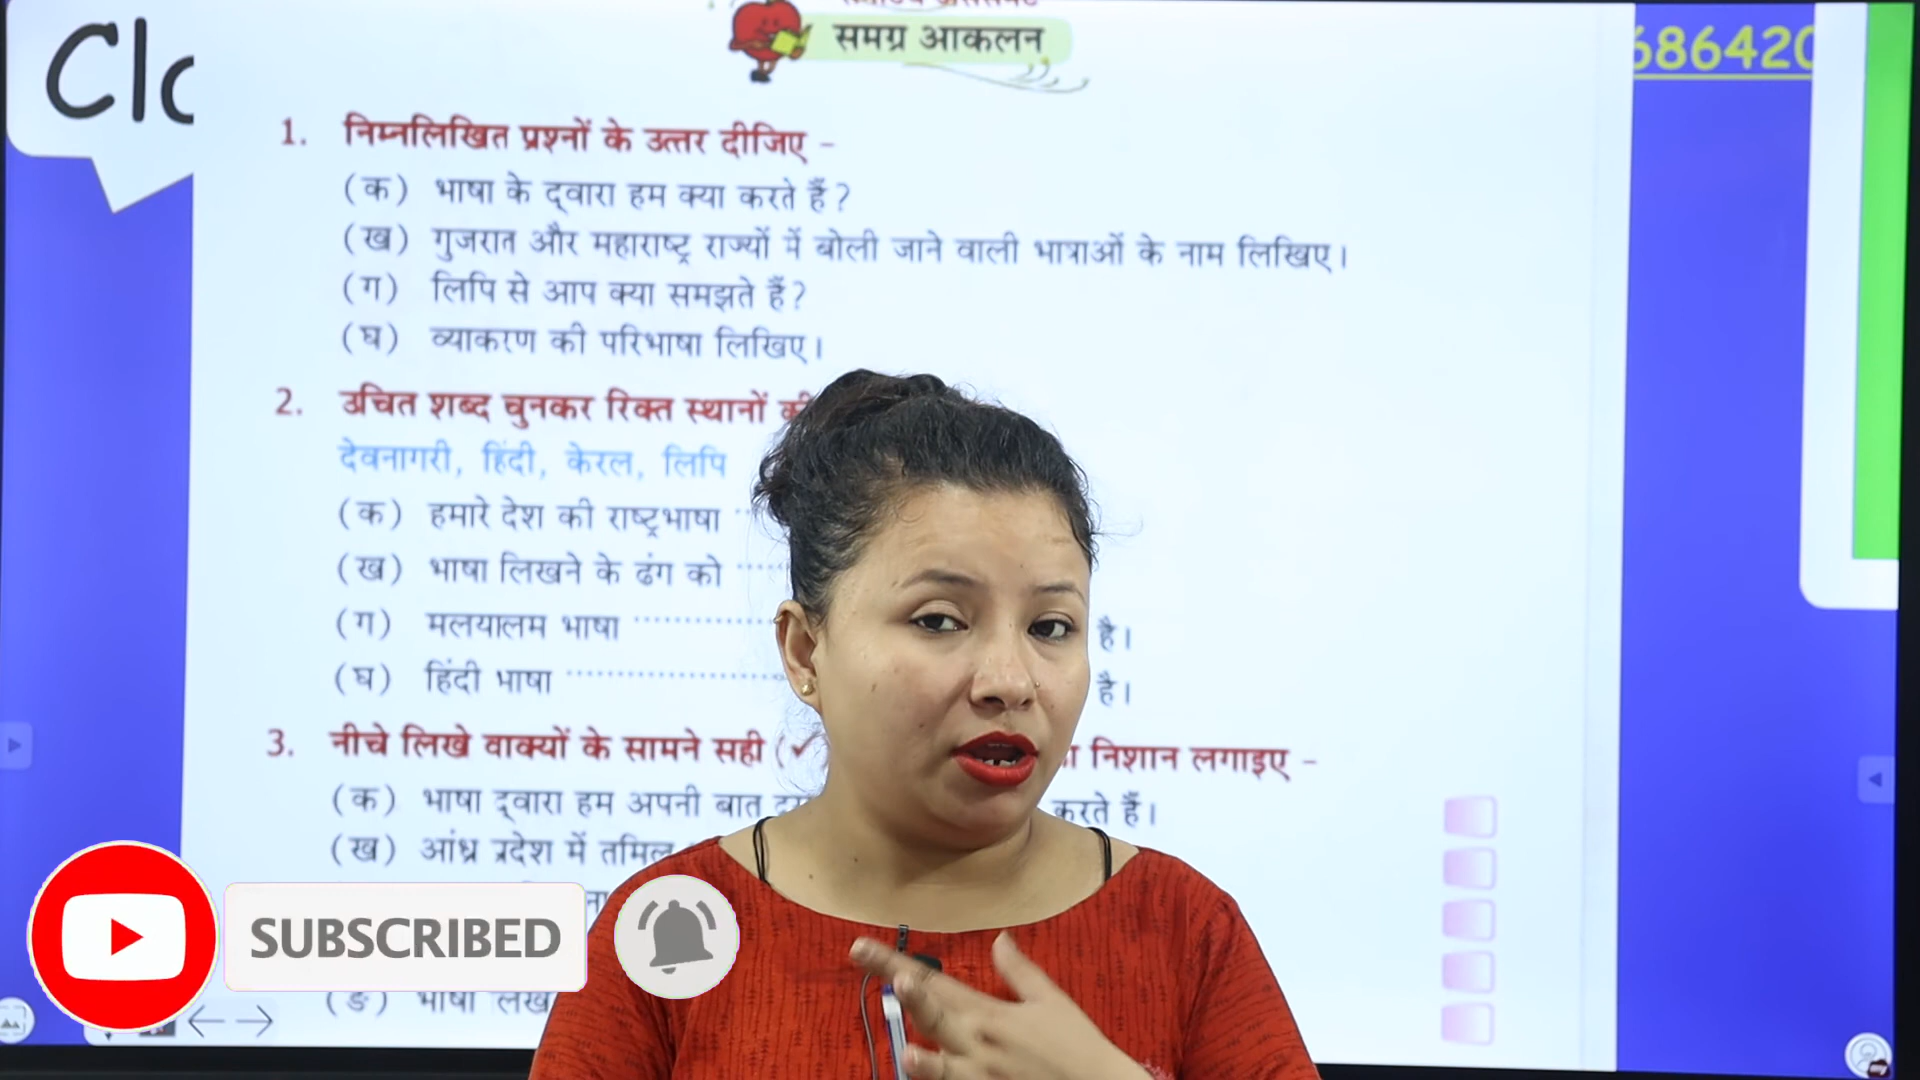 Clo
समग्र आकलन
686420
1. निम्नलिखित प्रश्नों के उत्तर दीजिए -
(क) भाषा के द्वारा हम क्या करते हैं?
(ख) गुजरात और महाराष्ट्र राज्यों में बोली जाने वाली भाषाओं के नाम लिखिए।
(ग) लिपि से आप क्या समझते हैं?
(घ) व्याकरण की परिभाषा लिखिए।
2. उचित शब्द चुनकर रिक्त स्थानों की
देवनागरी, हिंदी, केरल, लिपि
(क) हमारे देश की राष्ट्रभाषा
(ख) भाषा लिखने के ढंग को
(ग) मलयालम भाषा .............. है।
(घ) हिंदी भाषा .................... है।
3. नीचे लिखे वाक्यों के सामने सही (✓ का निशान लगाइए -
(क) भाषा द्वारा हम अपनी बात करते हैं।
(ख) आंध्र प्रदेश में तमिल
SUBSCRIBED
(ङ) भाषा लिख